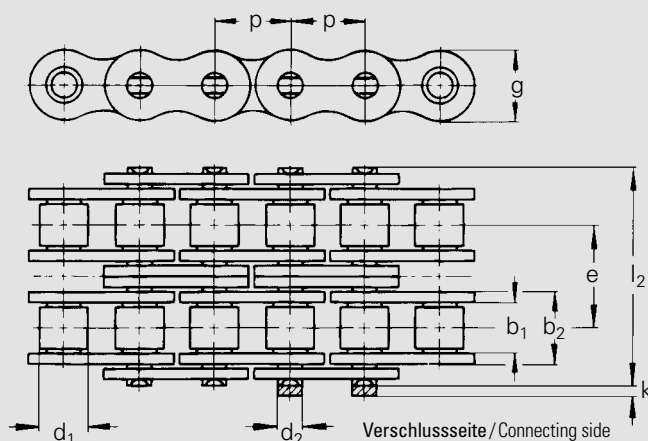 p p
g
e
l₂
b₁ b₂
k
d₁ d₂
Verschlussseite / Connecting side